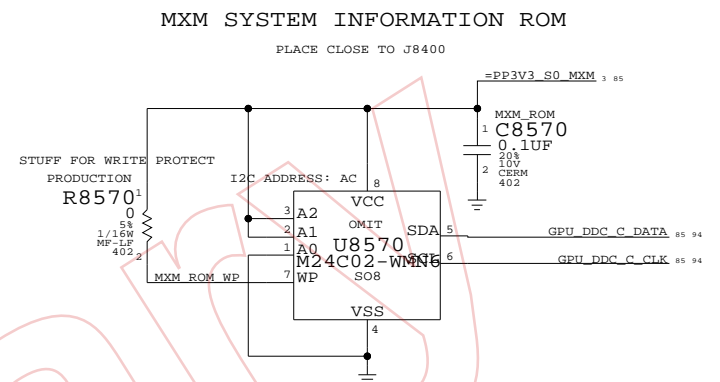 MXM SYSTEM INFORMATION ROM
PLACE CLOSE TO J8400
=PP3V3_S0_MXM 3 85
MXM_ROM
1 C8570
0.1UF
20%
10V
2 CERM
402
STUFF FOR WRITE PROTECT
PRODUCTION
R8570 1
0
5%
1/16W
MF-LF
402
2
I2C ADDRESS: AC
8
VCC
3 A2
OMIT
2 A1
SDA 5 GPU_DDC_C_DATA 85 94
1 A0
U8570
M24C02-WMN6
SCL 6 GPU_DDC_C_CLK 85 94
MXM_ROM_WP 7 WP
SO8
VSS
4